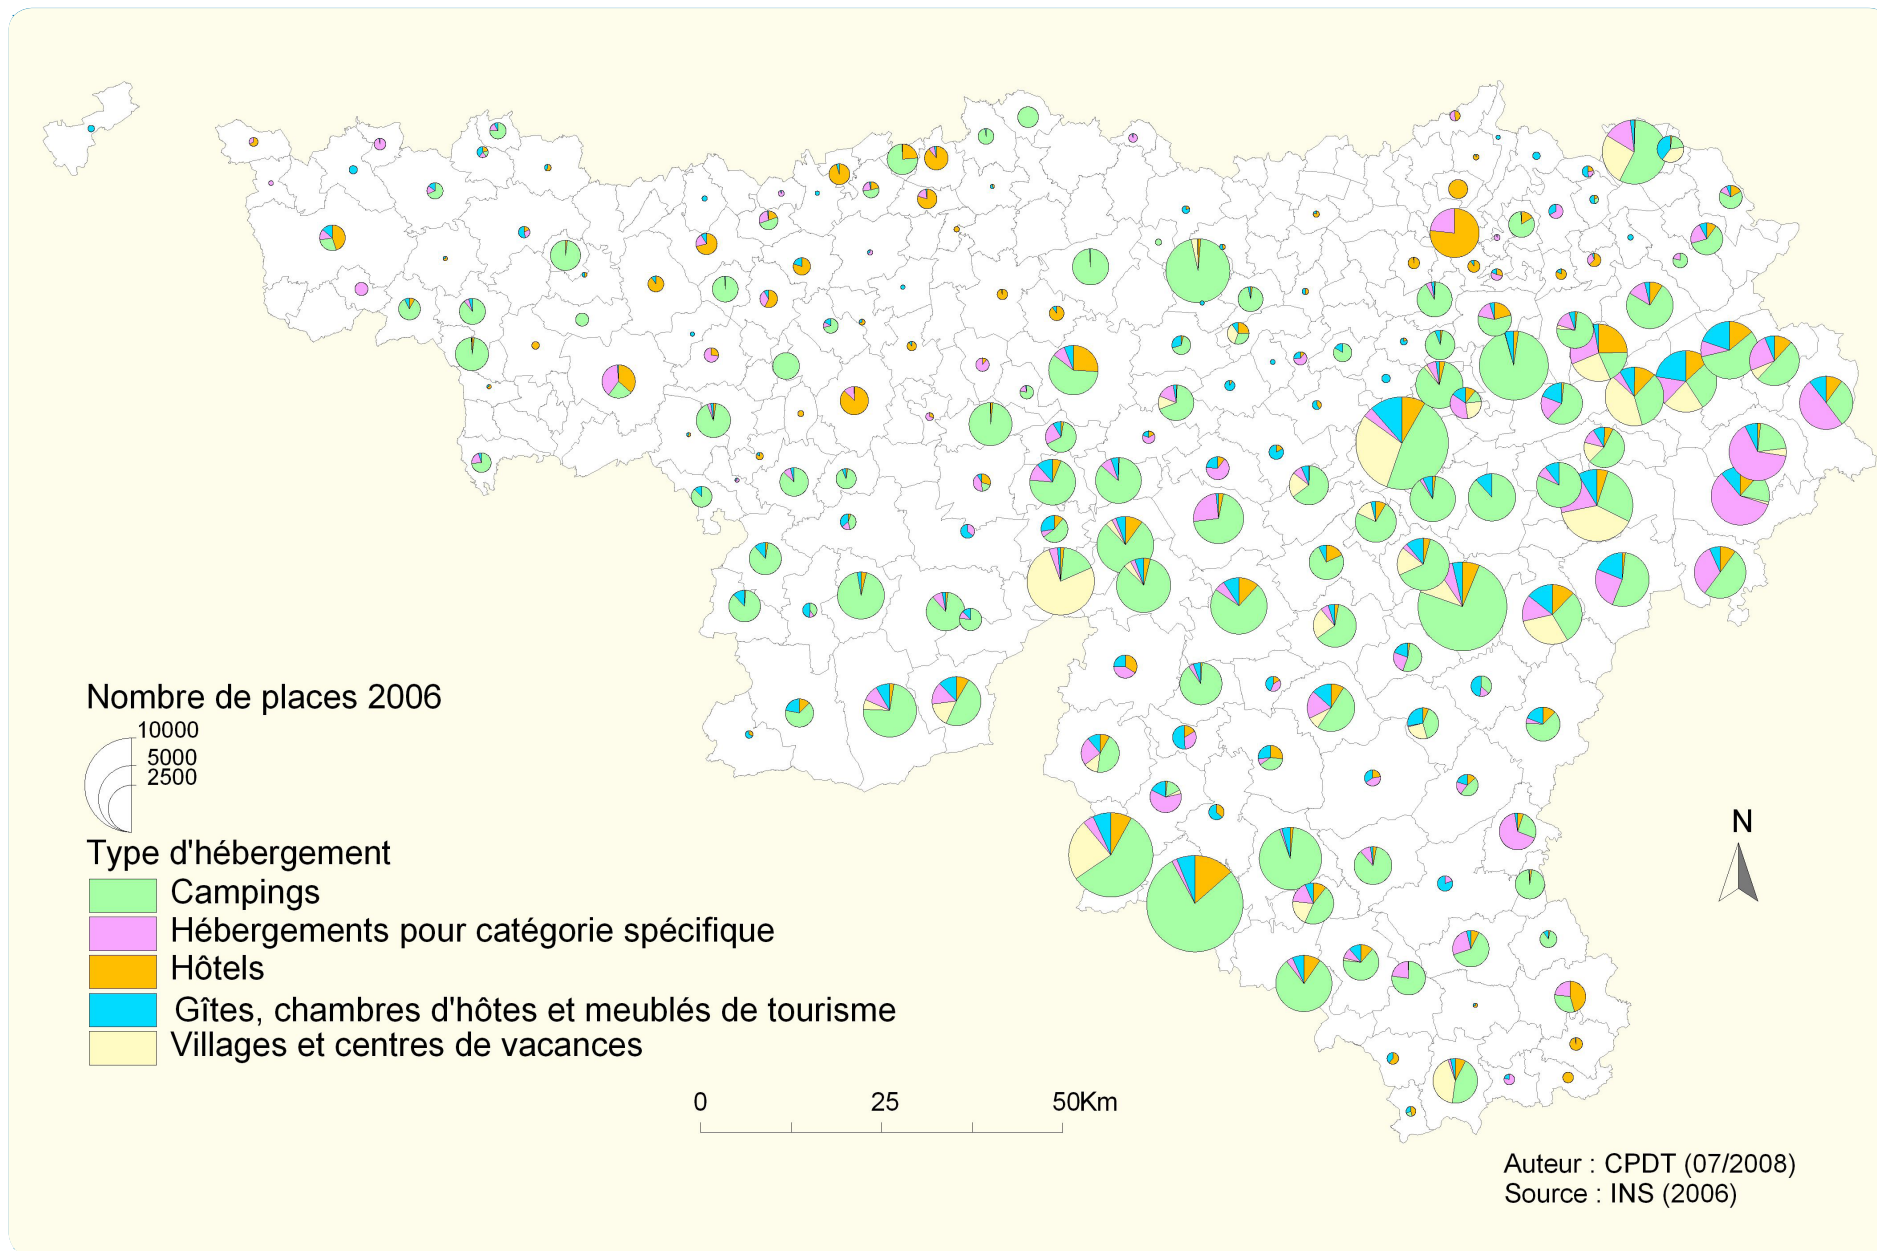 Nombre de places 2006
10000
5000
2500
Type d'hébergement
Campings
Hébergements pour catégorie spécifique
Hôtels
Gîtes, chambres d'hôtes et meublés de tourisme
Villages et centres de vacances
0 25 50Km
N
Auteur : CPDT (07/2008)
Source : INS (2006)